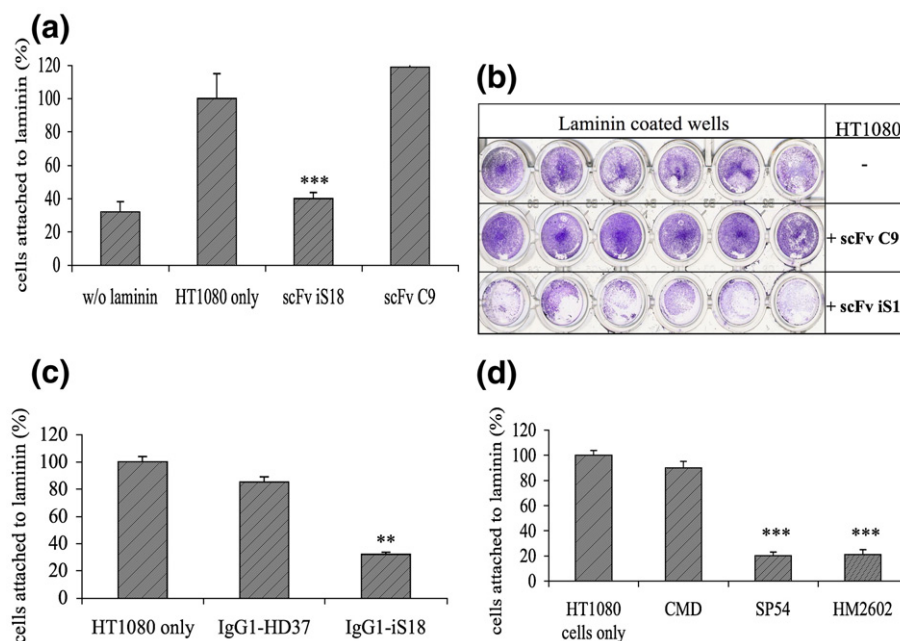 (a)
cells attached to laminin (%)
120
100
80
60
40
20
0
***
w/o laminin HT1080 only scFv iS18 scFv C9
(b)
Laminin coated wells HT1080
-
+ scFv C9
+ scFv iS1
(c)
cells attached to laminin (%)
120
100
80
60
40
20
0
**
HT1080 only IgG1-HD37 IgG1-iS18
(d)
cells attached to laminin (%)
120
100
80
60
40
20
0
*** ***
HT1080 CMD SP54 HM2602
cells only